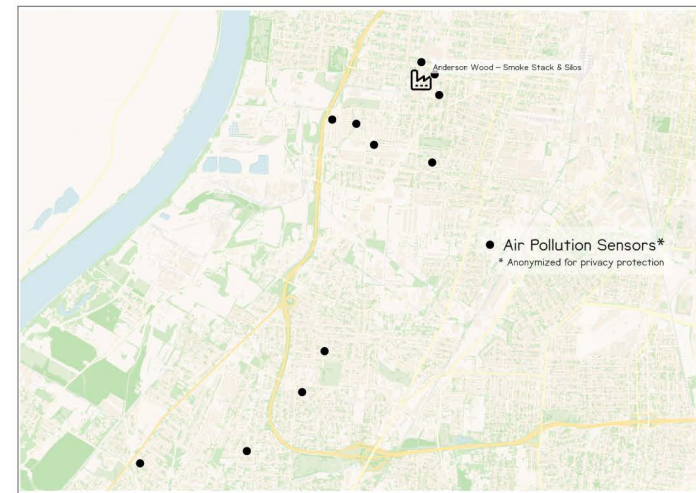 Anderson Wood – Smoke Stack & Silos
Air Pollution Sensors*
* Anonymized for privacy protection